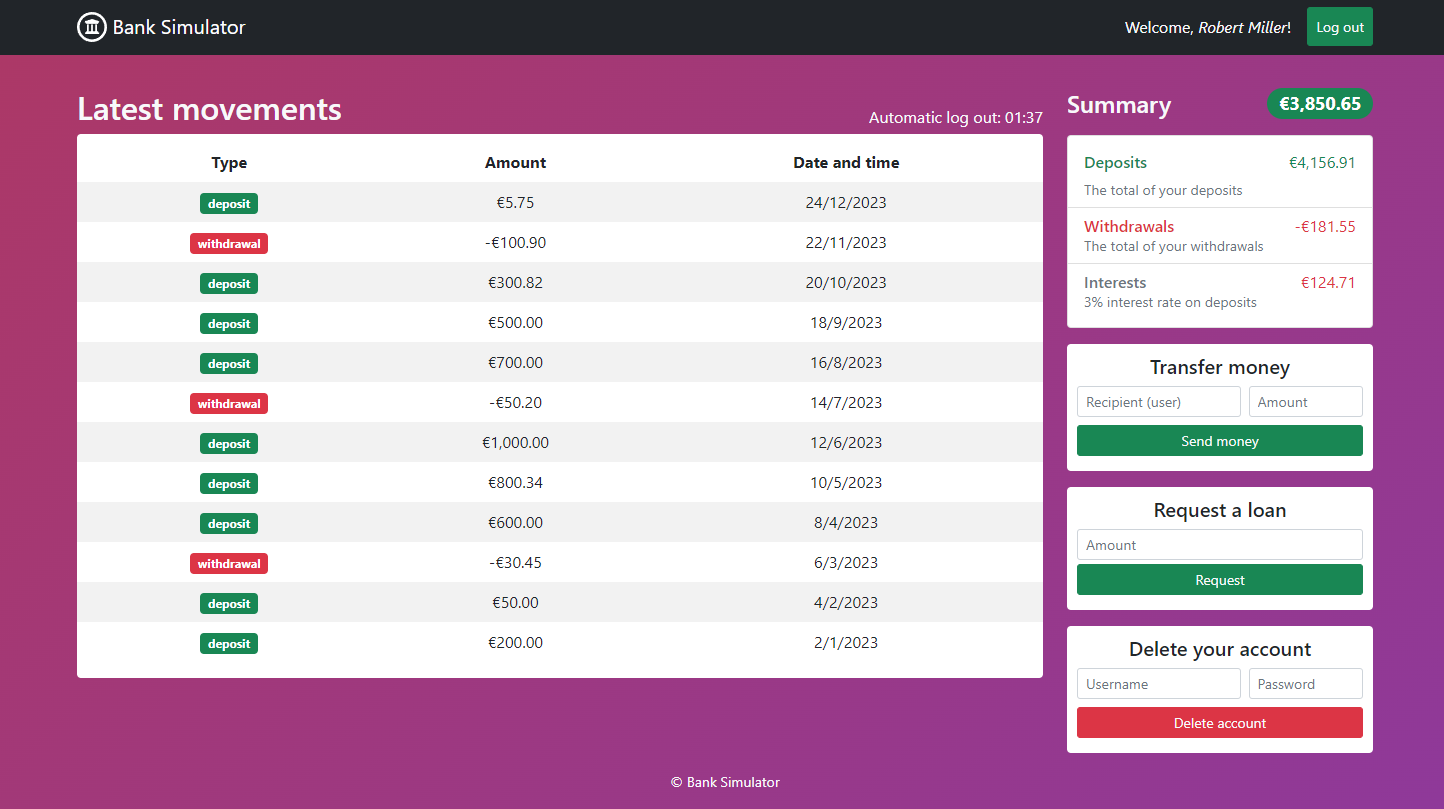 Bank Simulator
Welcome, Robert Miller!
Log out
Latest movements
Automatic log out: 01:37
Type Amount Date and time
deposit €5.75 24/12/2023
withdrawal -€100.90 22/11/2023
deposit €300.82 20/10/2023
deposit €500.00 18/9/2023
deposit €700.00 16/8/2023
withdrawal -€50.20 14/7/2023
deposit €1,000.00 12/6/2023
deposit €800.34 10/5/2023
deposit €600.00 8/4/2023
withdrawal -€30.45 6/3/2023
deposit €50.00 4/2/2023
deposit €200.00 2/1/2023
Summary €3,850.65
Deposits €4,156.91
The total of your deposits
Withdrawals -€181.55
The total of your withdrawals
Interests €124.71
3% interest rate on deposits
Transfer money
Recipient (user) Amount
Send money
Request a loan
Amount
Request
Delete your account
Username Password
Delete account
© Bank Simulator